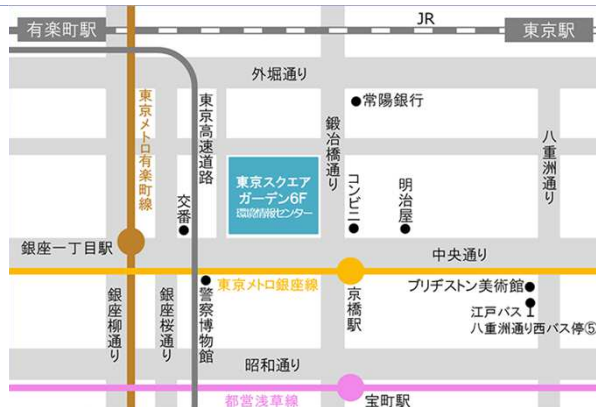 JR
有楽町駅
東京駅
外堀通り
常陽銀行
東京メトロ有楽町線
東京高速道路
鍛冶橋通り
八重洲通り
東京スクエア
ガーデン6F
環境情報センター
コンビニ
明治屋
交番
銀座一丁目駅
中央通り
東京メトロ銀座線
ブリヂストン美術館
江戸バス
八重洲通り西バス停⑤
銀座柳通り
銀座桜通り
警察博物館
京橋駅
昭和通り
都営浅草線
宝町駅